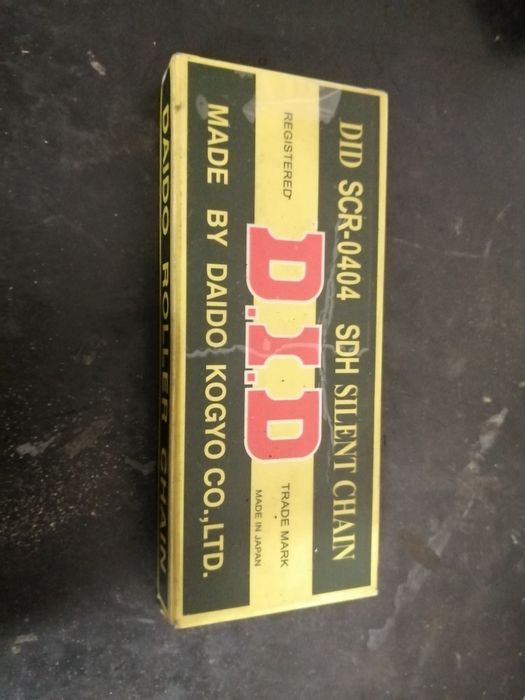 DID SCR-0404 SDH SILENT CHAIN
REGISTERED
D.I.D
TRADE MARK
MADE IN JAPAN
MADE BY DAIDO KOGYO CO.,LTD.
DAIDO ROLLER CHAIN